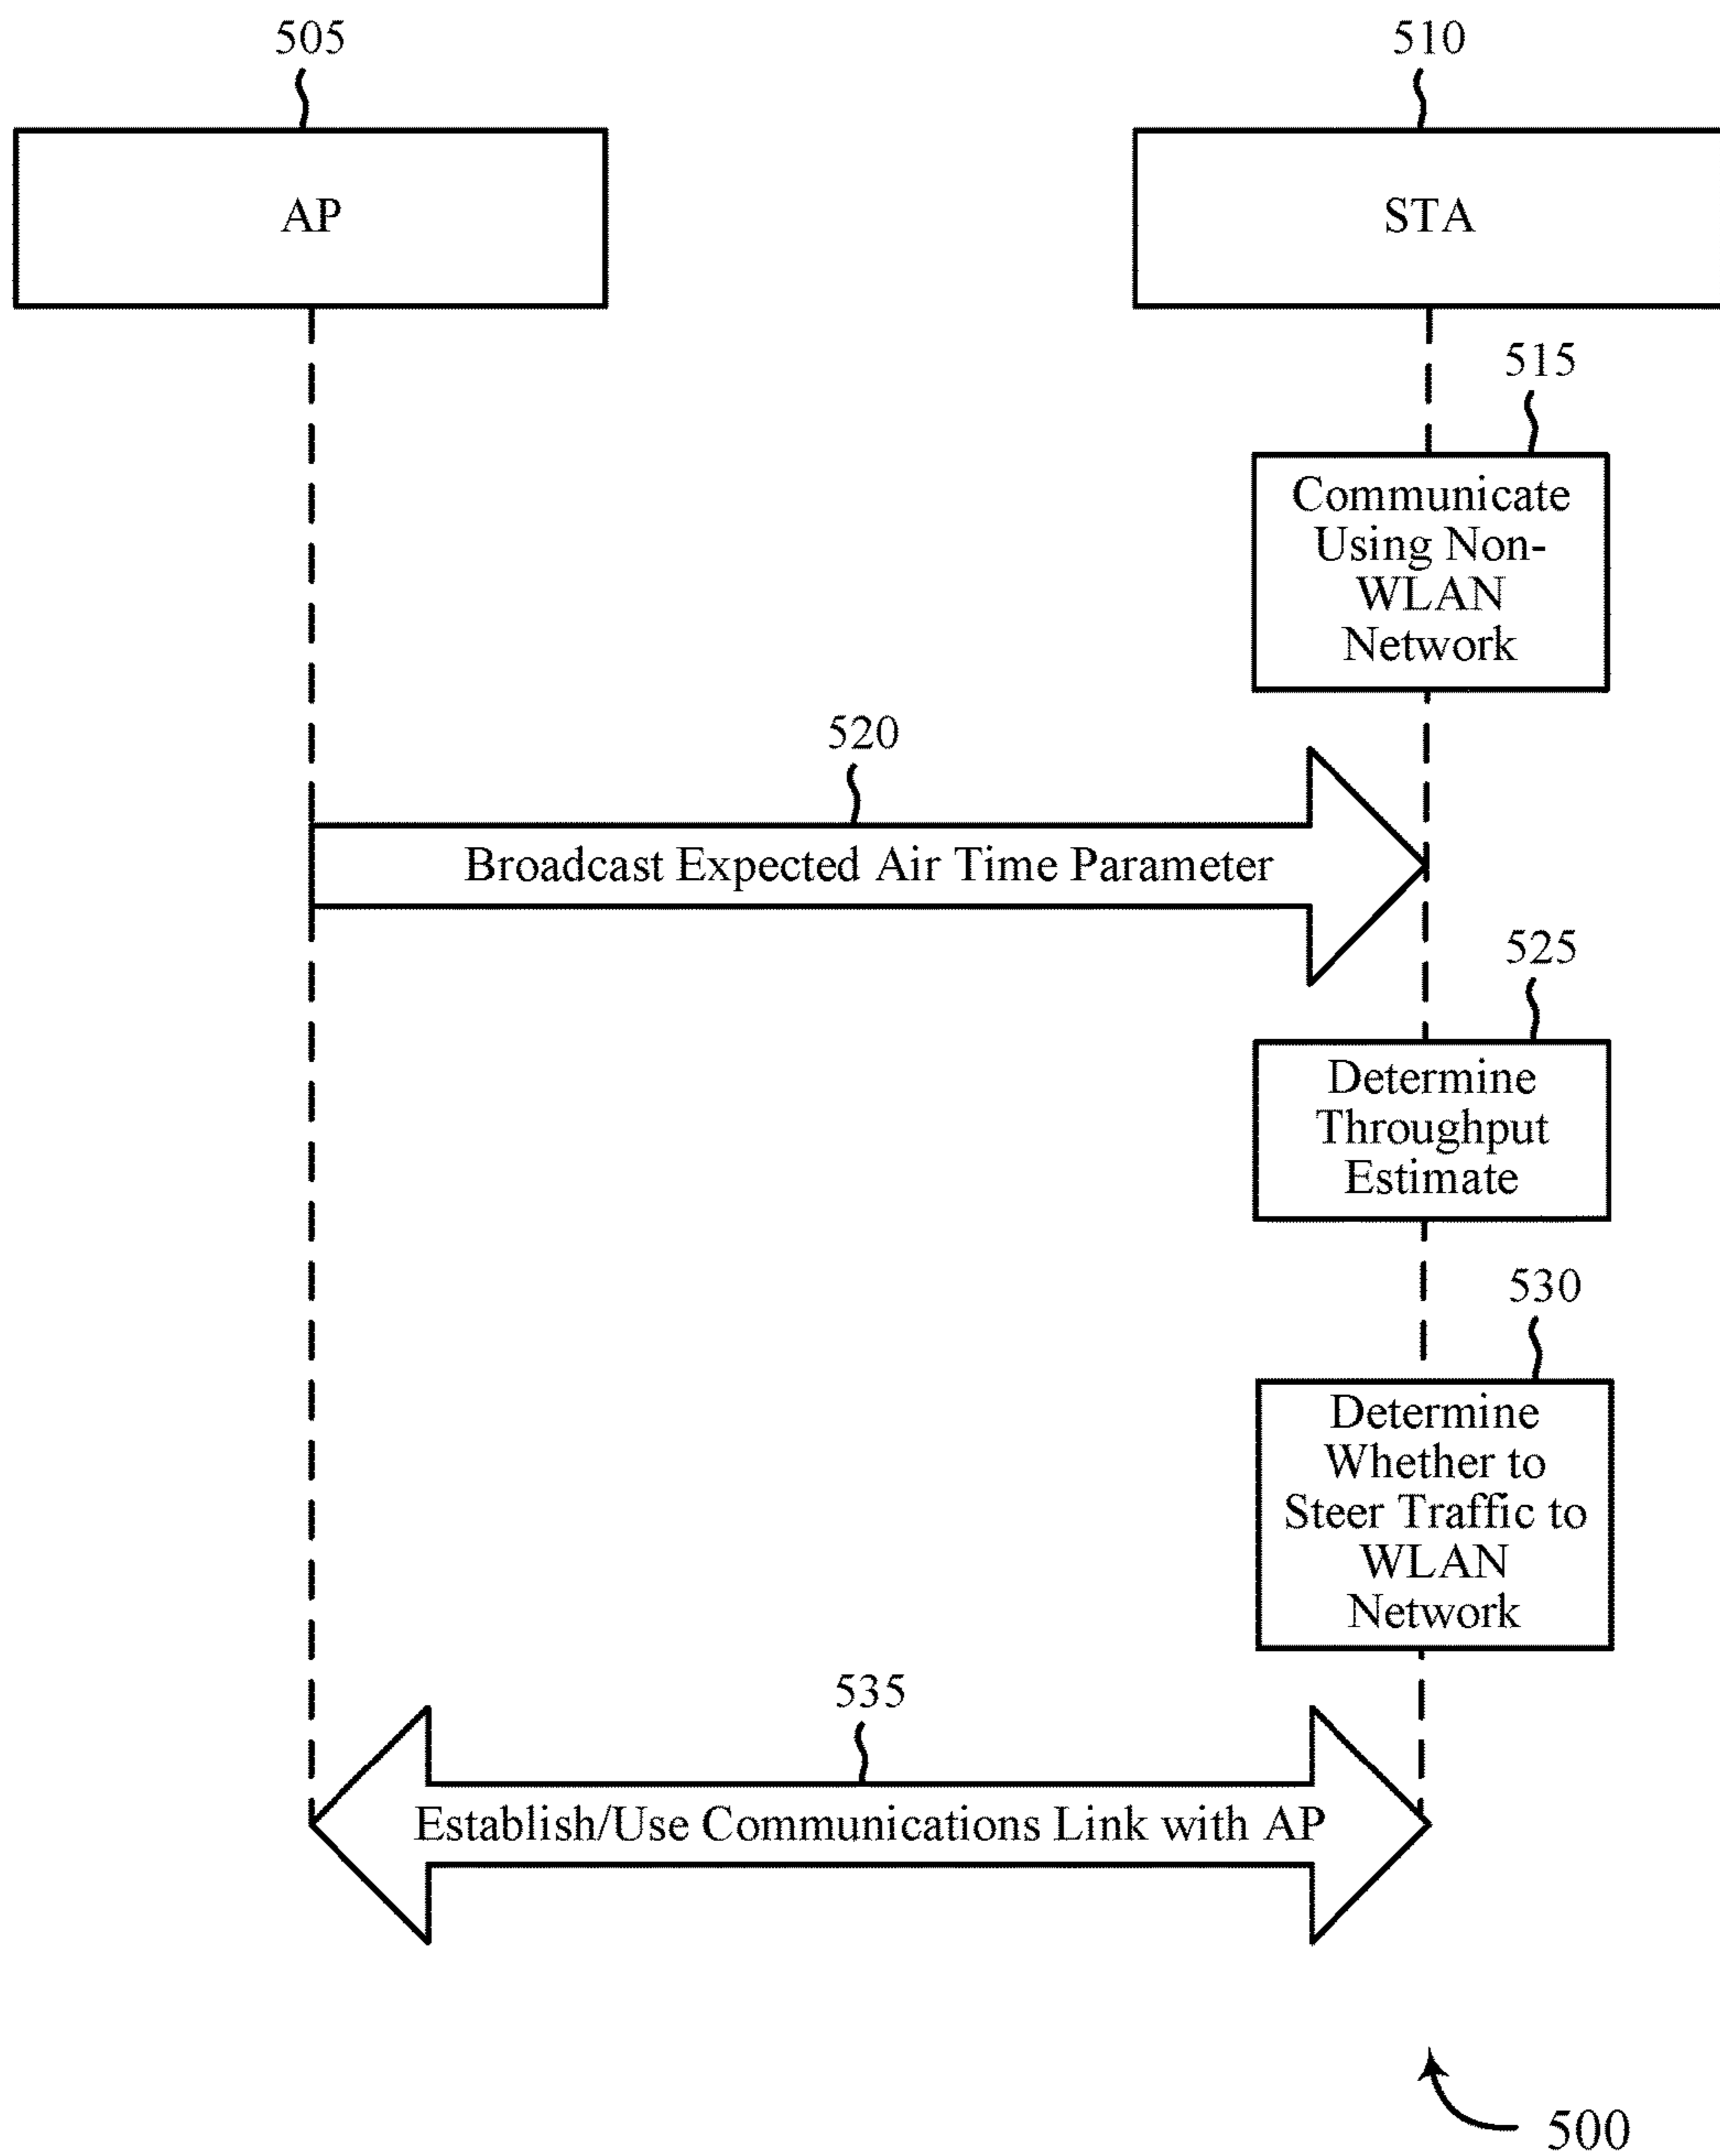 505
510
AP
STA
515
Communicate
Using Non-
WLAN
Network
520
Broadcast Expected Air Time Parameter
525
Determine
Throughput
Estimate
530
Determine
Whether to
Steer Traffic to
WLAN
Network
535
Establish/Use Communications Link with AP
500